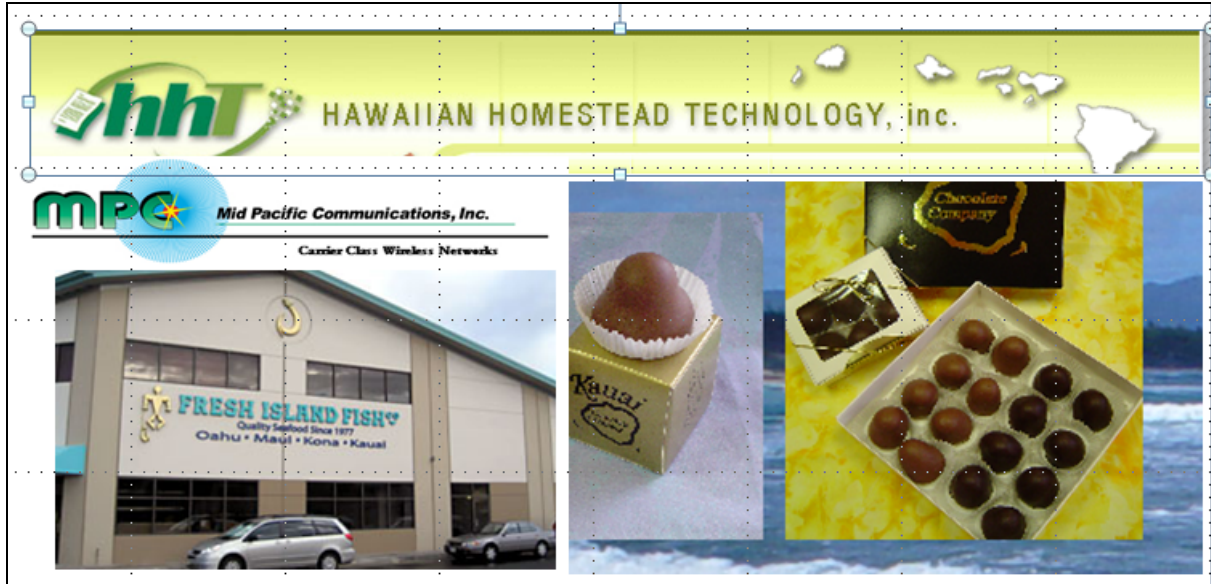 hhT
HAWAIIAN HOMESTEAD TECHNOLOGY, inc.
MPC
Mid Pacific Communications, Inc.
Carrier Class Wireless Networks
FRESH ISLAND FISH
Quality Seafood Since 1977
Oahu • Maui • Kona • Kauai
Kauai
Chocolate
Company